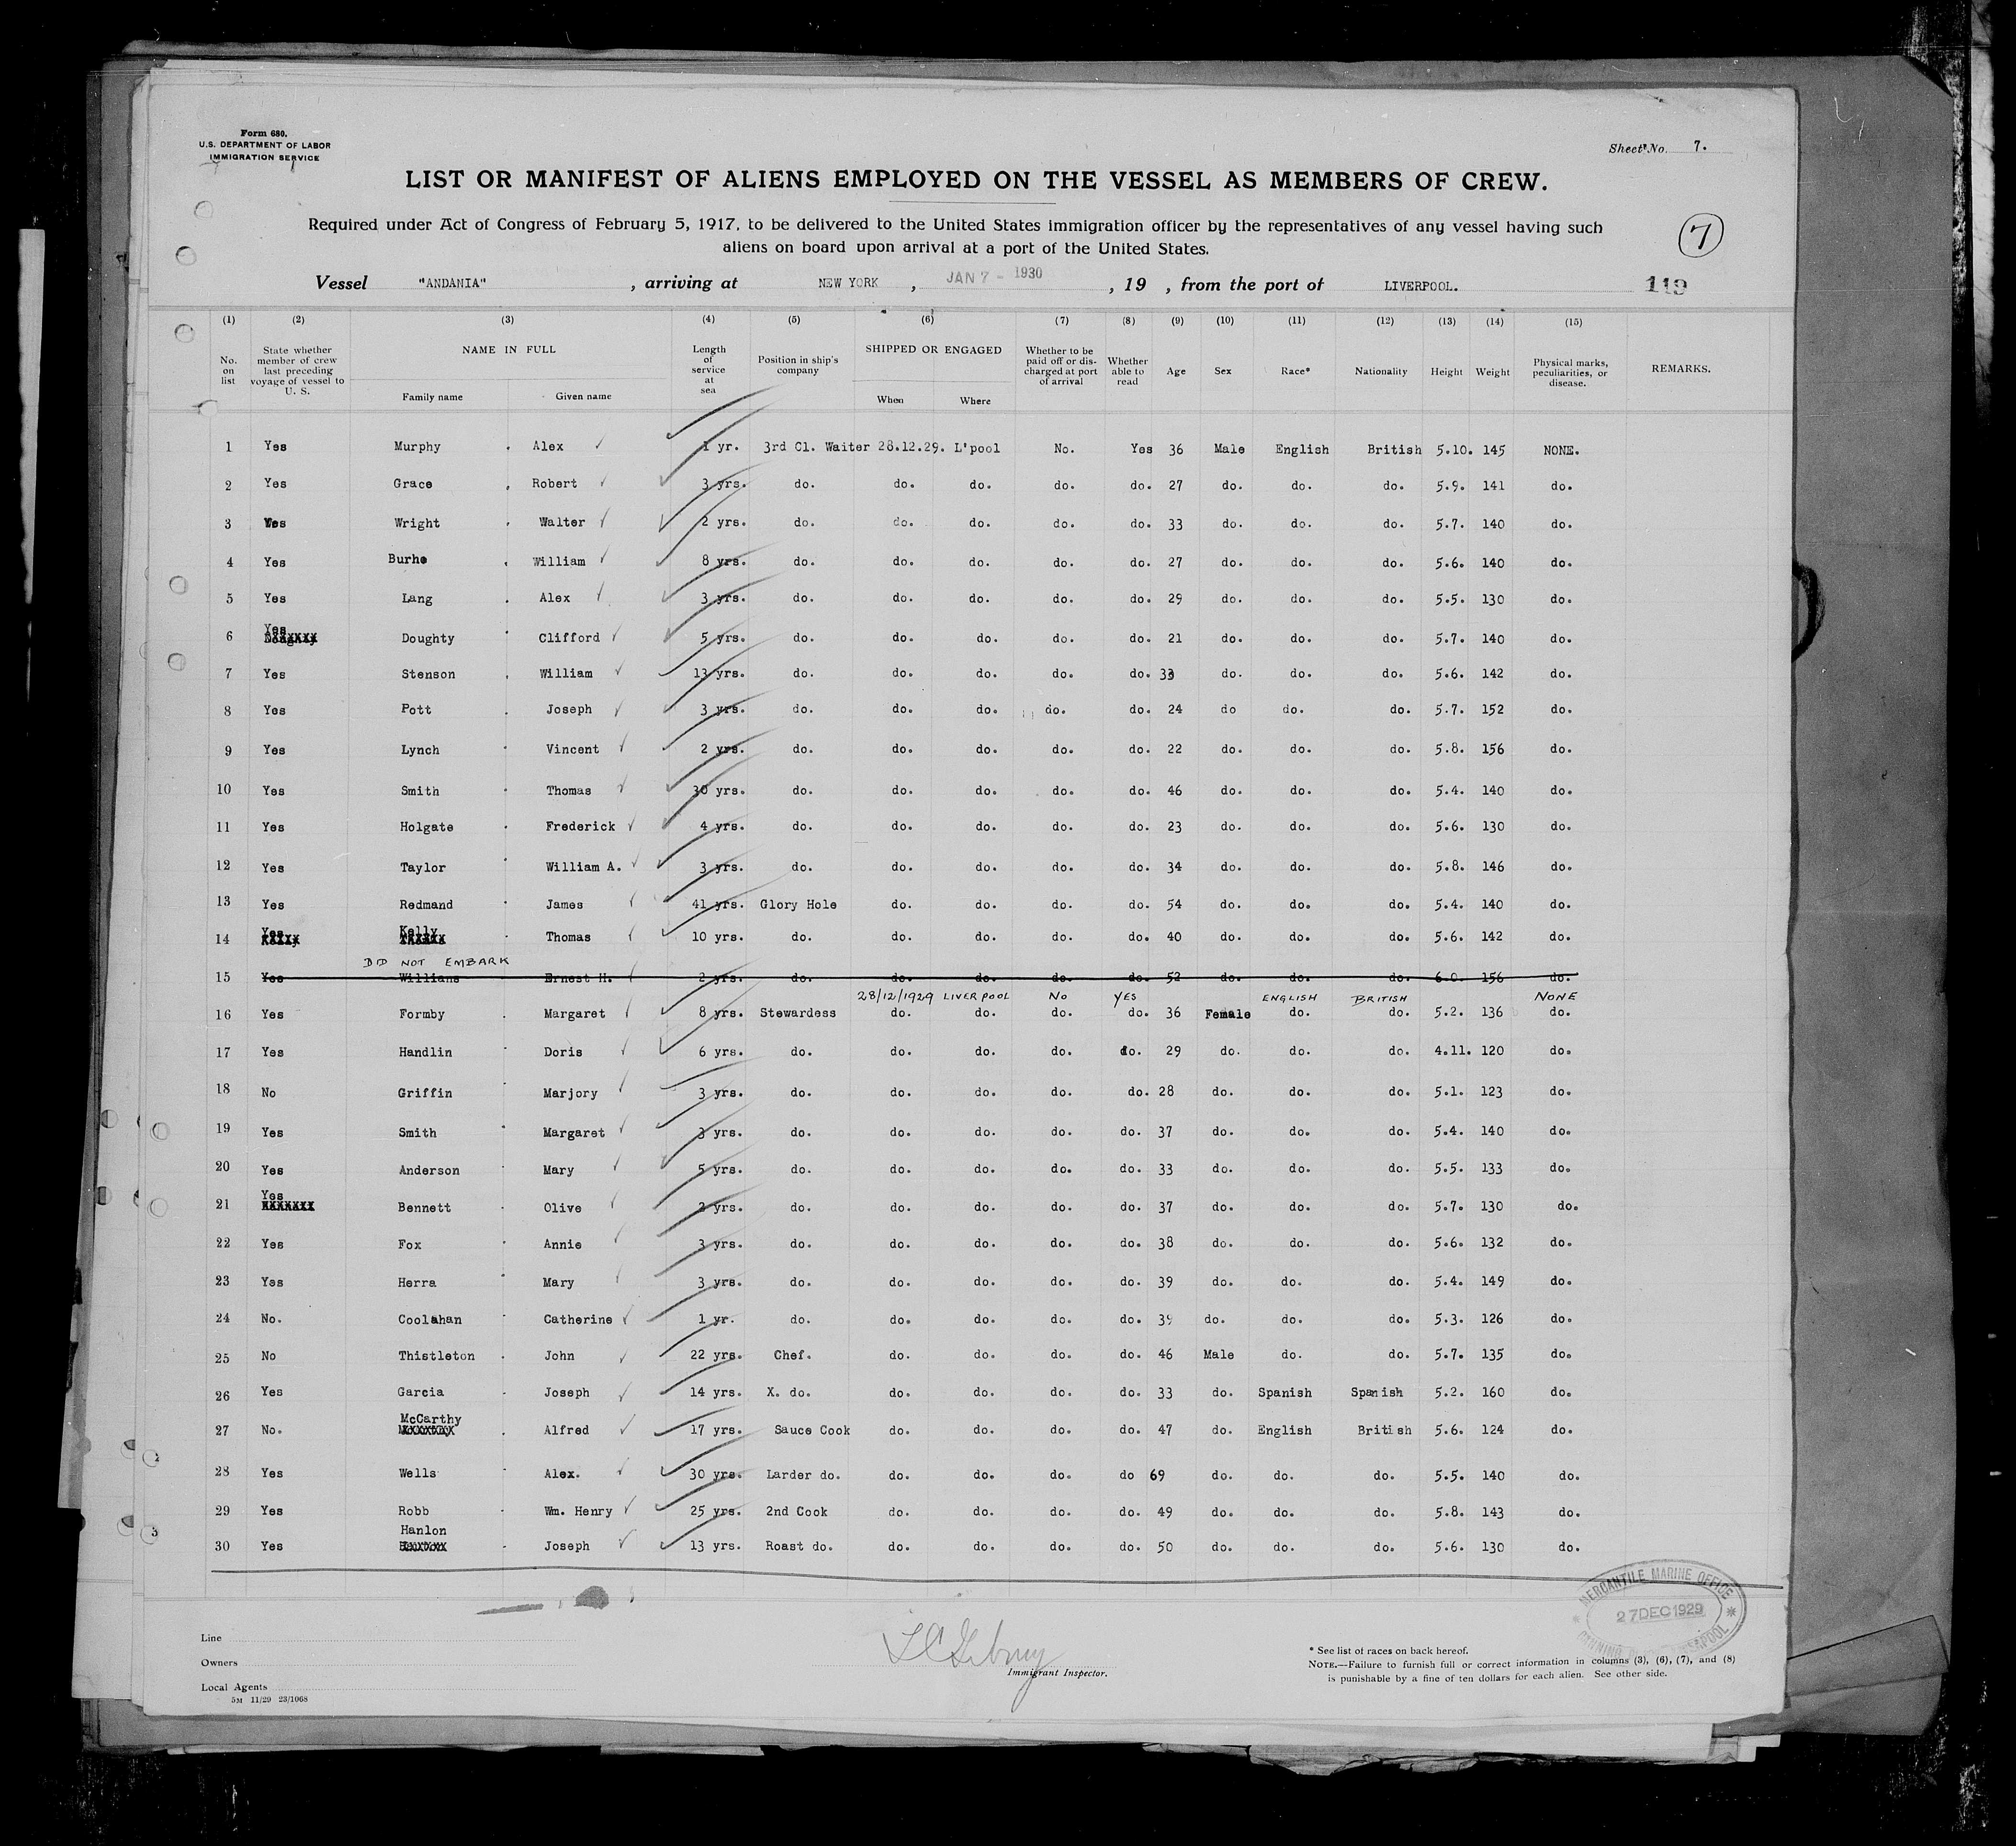 Form 680.
U.S. DEPARTMENT OF LABOR
IMMIGRATION SERVICE
Sheet No. 7.
LIST OR MANIFEST OF ALIENS EMPLOYED ON THE VESSEL AS MEMBERS OF CREW.
Required under Act of Congress of February 5, 1917, to be delivered to the United States immigration officer by the representatives of any vessel having such
aliens on board upon arrival at a port of the United States.
7
Vessel "ANDANIA" , arriving at NEW YORK , JAN 7 - 1930 , 19 , from the port of LIVERPOOL. 119
(1) (2) (3) (4) (5) (6) (7) (8) (9) (10) (11) (12) (13) (14) (15)
No. on list State whether member of crew last preceding voyage of vessel to U. S. NAME IN FULL Family name Given name Length of service at sea Position in ship's company SHIPPED OR ENGAGED When Where Whether to be paid off or discharged at port of arrival Whether able to read Age Sex Race* Nationality Height Weight Physical marks, peculiarities, or disease. REMARKS.
1 Yes Murphy . Alex 1 yr. 3rd Cl. Waiter 28.12.29. L'pool No. Yes 36 Male English British 5.10. 145 NONE.
2 Yes Grace . Robert 3 yrs. do. do. do. do. do. 27 do. do. do. 5.9. 141 do.
3 Yes Wright . Walter 2 yrs. do. do. do. do. do. 33 do. do. do. 5.7. 140 do.
4 Yes Burhe . William 8 yrs. do. do. do. do. do. 27 do. do. do. 5.6. 140 do.
5 Yes Lang . Alex 3 yrs. do. do. do. do. do. 29 do. do. do. 5.5. 130 do.
6 Yes Doughty . Clifford 5 yrs. do. do. do. do. do. 21 do. do. do. 5.7. 140 do.
7 Yes Stenson . William 13 yrs. do. do. do. do. do. 33 do. do. do. 5.6. 142 do.
8 Yes Pott . Joseph 3 yrs. do. do. do. do. do. 24 do do. do. 5.7. 152 do.
9 Yes Lynch . Vincent 2 yrs. do. do. do. do. do. 22 do. do. do. 5.8. 156 do.
10 Yes Smith . Thomas 30 yrs. do. do. do. do. do. 46 do. do. do. 5.4. 140 do.
11 Yes Holgate . Frederick 4 yrs. do. do. do. do. do. 23 do. do. do. 5.6. 130 do.
12 Yes Taylor . William A. 3 yrs. do. do. do. do. do. 34 do. do. do. 5.8. 146 do.
13 Yes Redmand . James 41 yrs. Glory Hole do. do. do. do. 54 do. do. do. 5.4. 140 do.
14 Yes Kelly . Thomas 10 yrs. do. do. do. do. do. 40 do. do. do. 5.6. 142 do.
DID NOT EMBARK
15 Yes Willians Ernest H. 2 yrs. do. do. do. do. do. 52 do. do. do. 6.0. 156 do.
28/12/1929 LIVERPOOL NO YES ENGLISH BRITISH NONE
16 Yes Formby . Margaret 8 yrs. Stewardess do. do. do. do. 36 Female do. do. 5.2. 136 do.
17 Yes Handlin . Doris 6 yrs. do. do. do. do. do. 29 do. do. do. 4.11. 120 do.
18 No Griffin . Marjory 3 yrs. do. do. do. do. do. 28 do. do. do. 5.1. 123 do.
19 Yes Smith . Margaret 3 yrs. do. do. do. do. do. 37 do. do. do. 5.4. 140 do.
20 Yes Anderson . Mary 5 yrs. do. do. do. do. do. 33 do. do. do. 5.5. 133 do.
21 Yes Bennett . Olive 2 yrs. do. do. do. do. do. 37 do. do. do. 5.7. 130 do.
22 Yes Fox . Annie 3 yrs. do. do. do. do. do. 38 do. do. do. 5.6. 132 do.
23 Yes Herra . Mary 3 yrs. do. do. do. do. do. 39 do. do. do. 5.4. 149 do.
24 No. Coolahan . Catherine 1 yr. do. do. do. do. do. 39 do. do. do. 5.3. 126 do.
25 No Thistleton . John 22 yrs. Chef. do. do. do. do. 46 Male do. do. 5.7. 135 do.
26 Yes Garcia . Joseph 14 yrs. X. do. do. do. do. do. 33 do. Spanish Spanish 5.2. 160 do.
27 No. McCarthy . Alfred 17 yrs. Sauce Cook do. do. do. do. 47 do. English British 5.6. 124 do.
28 Yes Wells . Alex. 30 yrs. Larder do. do. do. do. do 69 do. do. do. 5.5. 140 do.
29 Yes Robb . Wm. Henry 25 yrs. 2nd Cook do. do. do. do. 49 do. do. do. 5.8. 143 do.
30 Yes Hanlon . Joseph 13 yrs. Roast do. do. do. do. do. 50 do. do. do. 5.6. 130 do.
MERCANTILE MARINE OFFICE
27 DEC 1929
Line
Owners
Local Agents
5M 11/29 23/1068
Immigrant Inspector.
* See list of races on back hereof.
NOTE.—Failure to furnish full or correct information in columns (3), (6), (7), and (8)
is punishable by a fine of ten dollars for each alien. See other side.